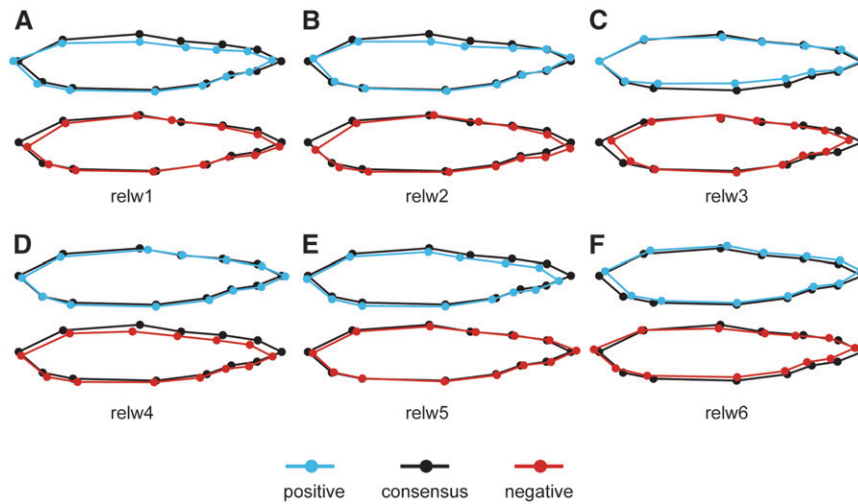 A B C
relw1 relw2 relw3
D E F
relw4 relw5 relw6
positive consensus negative